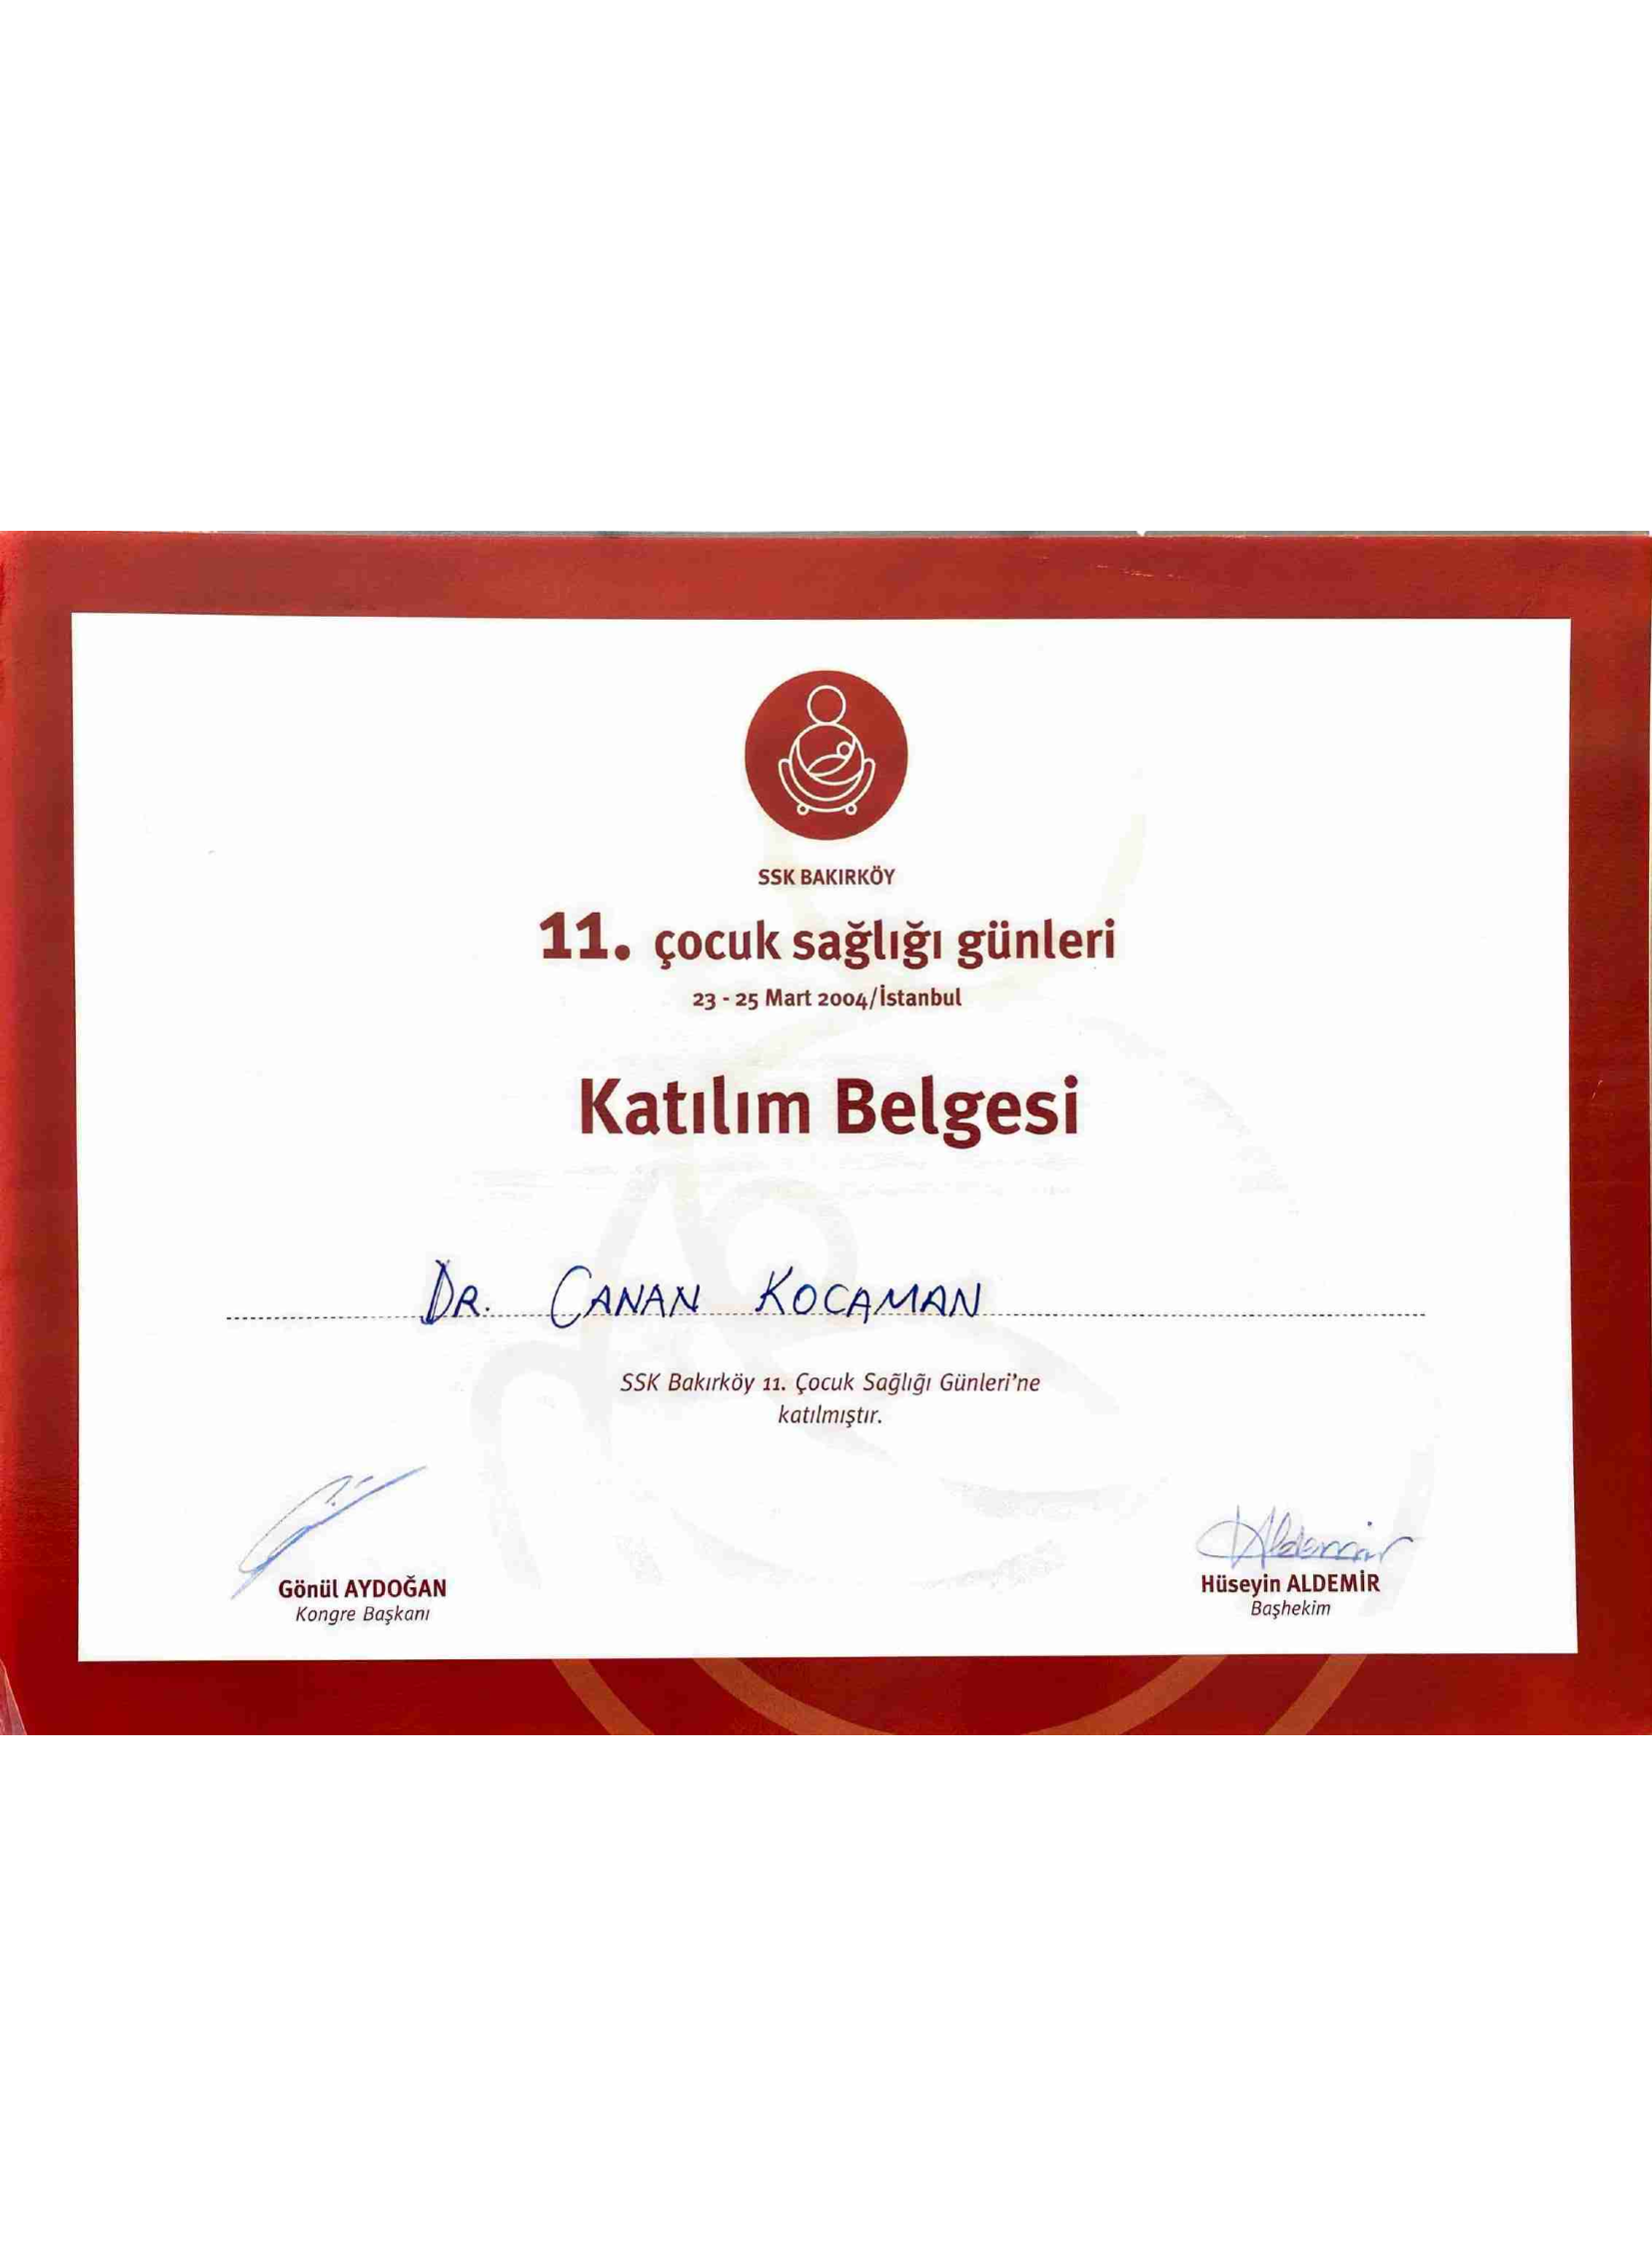 SSK BAKIRKÖY
11. çocuk sağlığı günleri
23 - 25 Mart 2004/İstanbul
Katılım Belgesi
DR. CANAN KOCAMAN
SSK Bakırköy 11. Çocuk Sağlığı Günleri'ne
katılmıştır.
Aldemir
Gönül AYDOĞAN
Kongre Başkanı
Hüseyin ALDEMİR
Başhekim